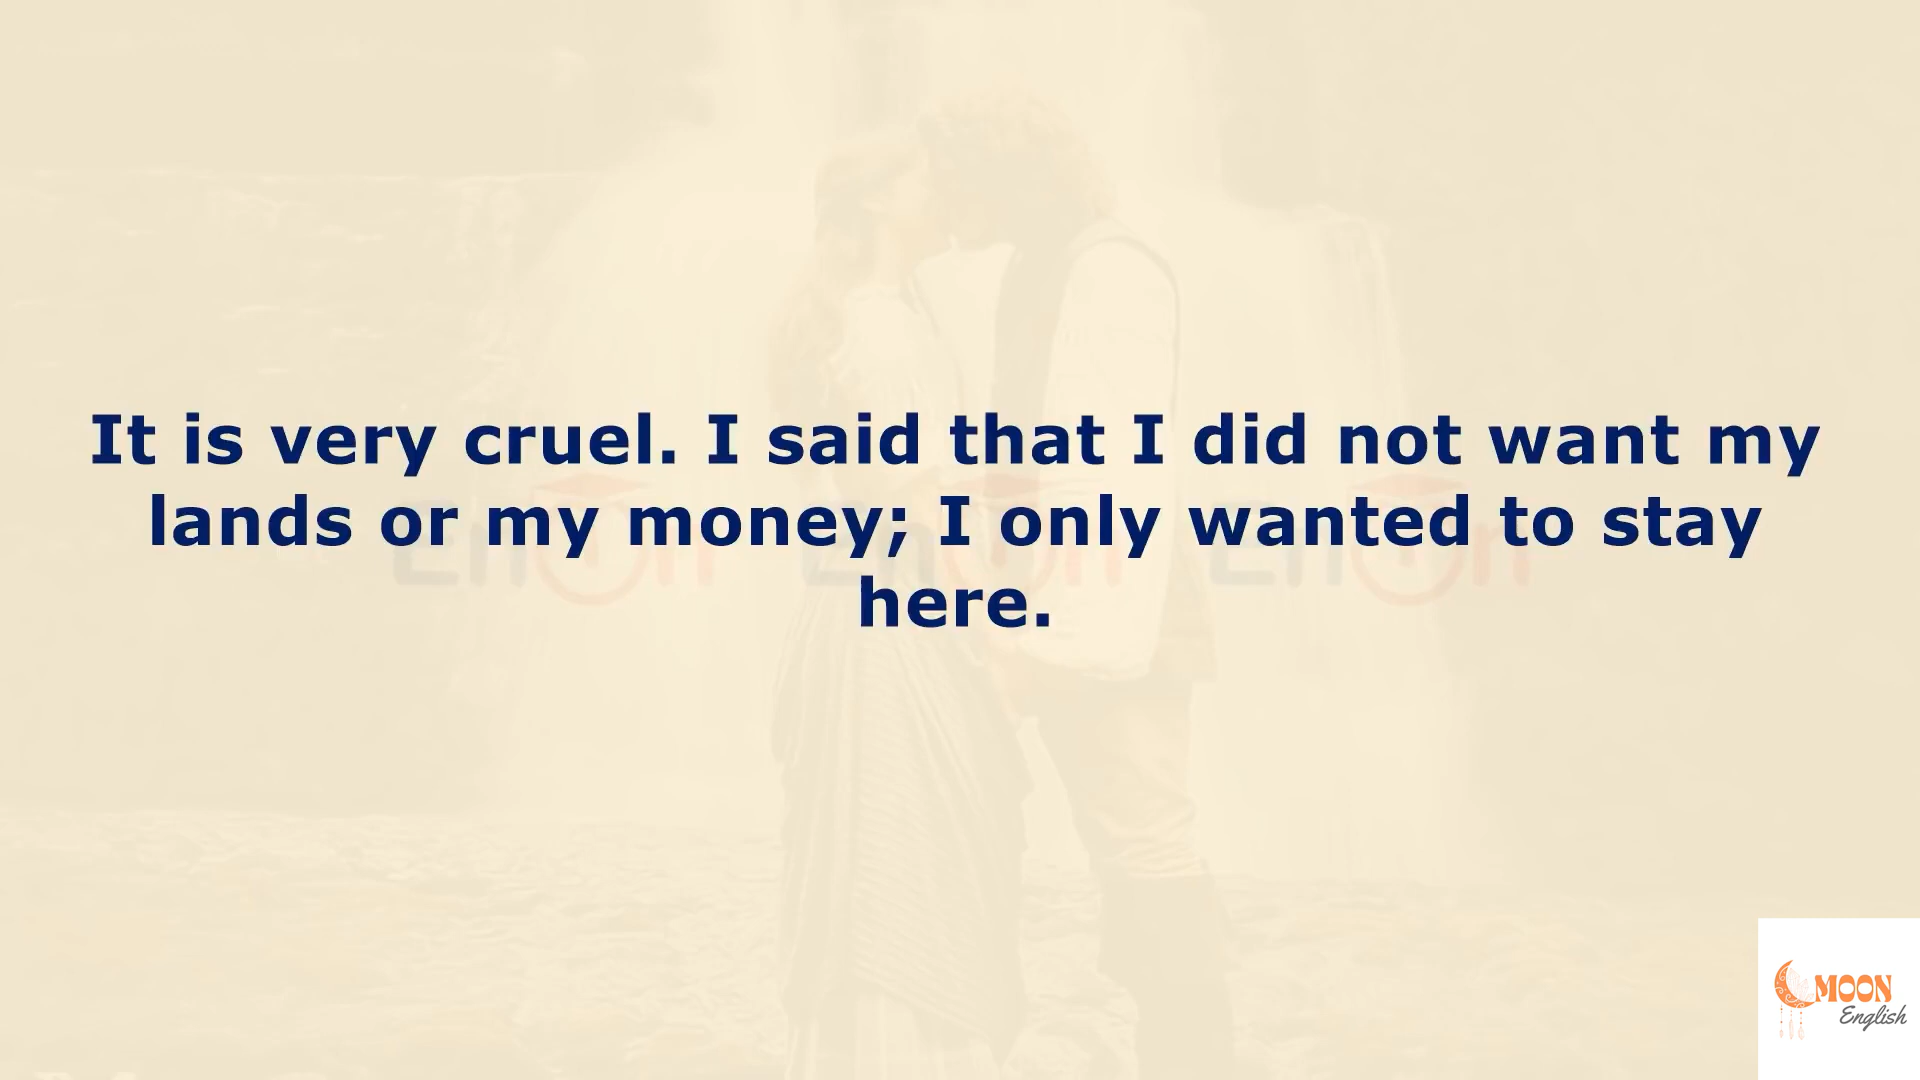 It is very cruel. I said that I did not want my
lands or my money; I only wanted to stay
here.
MOON
English